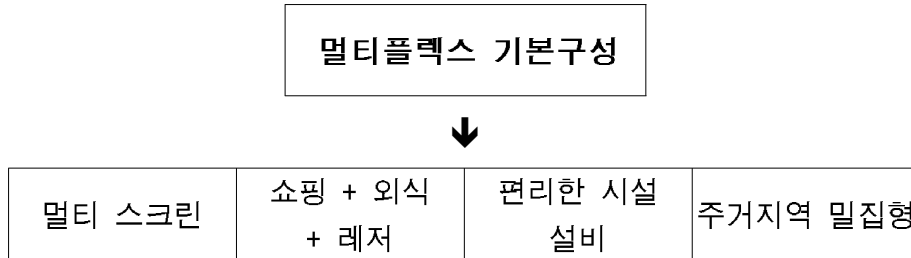 멀티플렉스 기본구성
멀티 스크린
쇼핑 + 외식
+ 레저
편리한 시설
설비
주거지역 밀집형